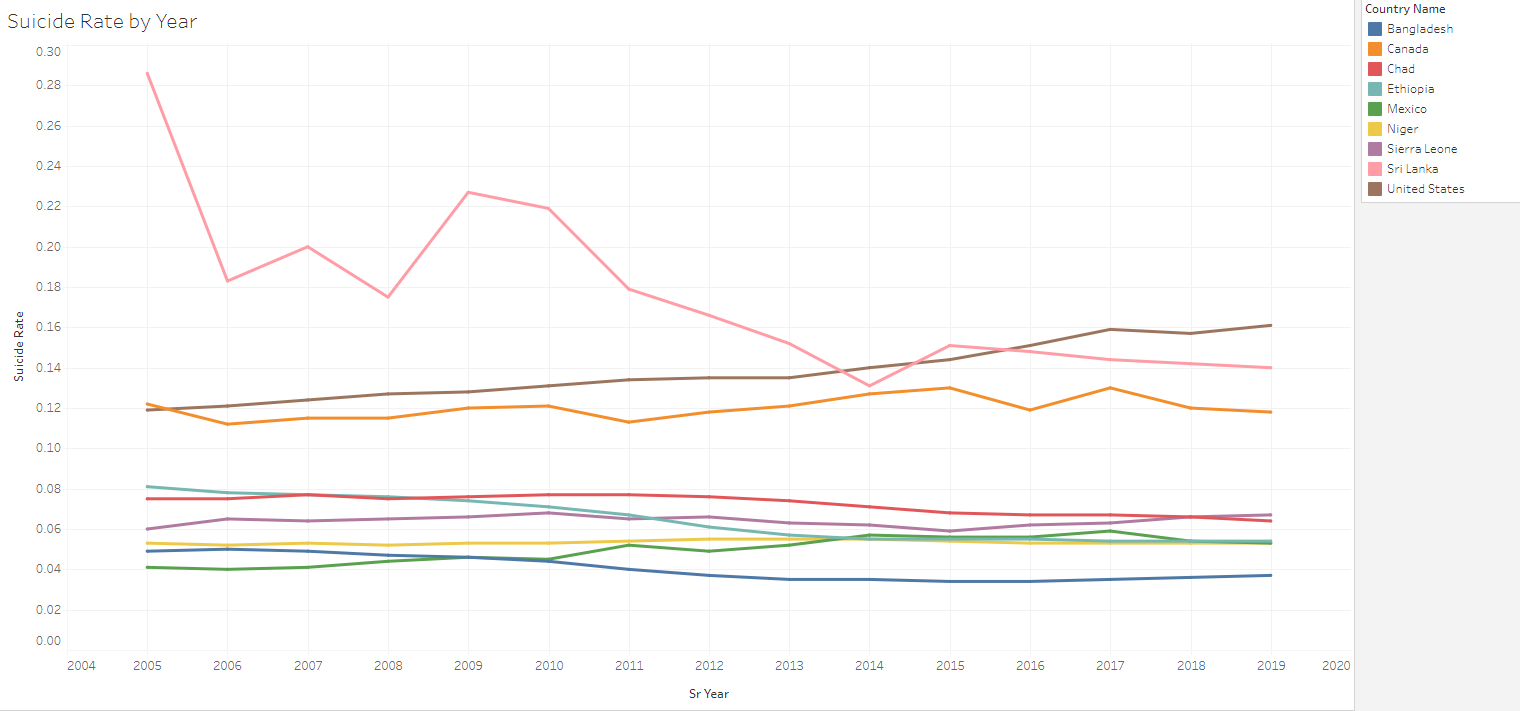 Suicide Rate by Year
0.30
0.28
0.26
0.24
0.22
0.20
0.18
0.16
0.14
0.12
0.10
0.08
0.06
0.04
0.02
0.00
Suicide Rate
2004 2005 2006 2007 2008 2009 2010 2011 2012 2013 2014 2015 2016 2017 2018 2019 2020
Sr Year
Country Name
Bangladesh
Canada
Chad
Ethiopia
Mexico
Niger
Sierra Leone
Sri Lanka
United States